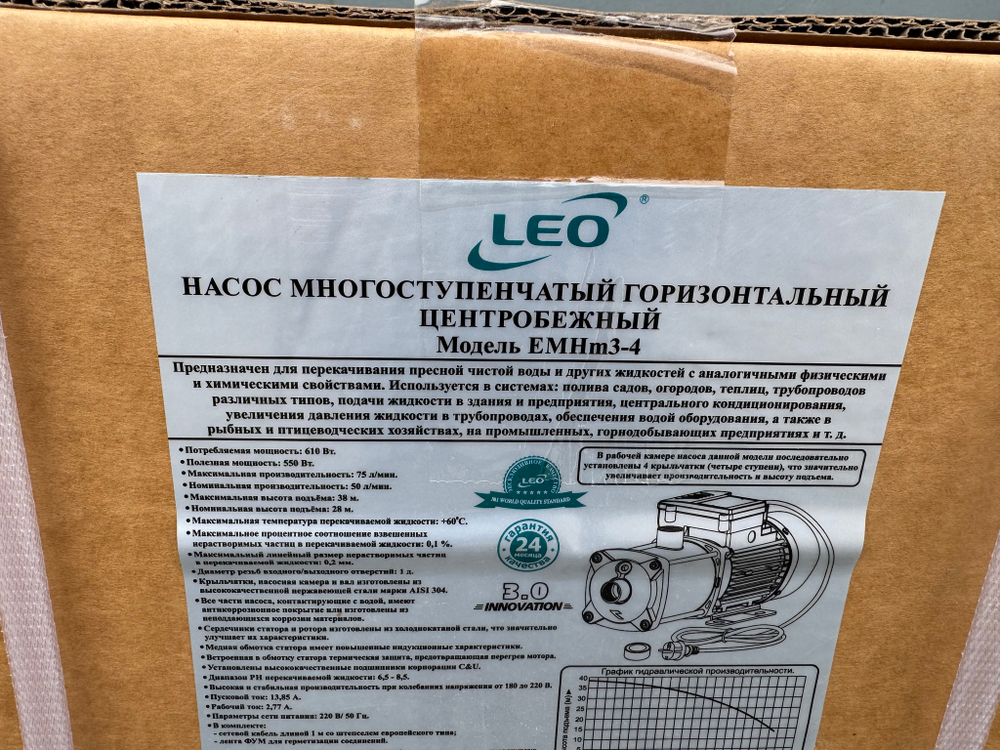 LEO®
НАСОС МНОГОСТУПЕНЧАТЫЙ ГОРИЗОНТАЛЬНЫЙ
ЦЕНТРОБЕЖНЫЙ
Модель EMHm3-4
Предназначен для перекачивания пресной чистой воды и других жидкостей с аналогичными физическими
и химическими свойствами. Используется в системах: полива садов, огородов, теплиц, трубопроводов
различных типов, подачи жидкости в здания и предприятия, центрального кондиционирования,
увеличения давления жидкости в трубопроводах, обеспечения водой оборудования, а также в
рыбных и птицеводческих хозяйствах, на промышленных, горнодобывающих предприятиях и т. д.
• Потребляемая мощность: 610 Вт.
• Полезная мощность: 550 Вт.
• Максимальная производительность: 75 л/мин.
• Номинальная производительность: 50 л/мин.
• Максимальная высота подъёма: 38 м.
• Номинальная высота подъёма: 28 м.
• Максимальная температура перекачиваемой жидкости: +60°С.
• Максимальное процентное соотношение взвешенных
нерастворимых частиц в перекачиваемой жидкости: 0,1 %.
• Максимальный линейный размер нерастворимых частиц
в перекачиваемой жидкости: 0,2 мм.
• Диаметр резьб входного/выходного отверстий: 1 д.
• Крыльчатки, насосная камера и вал изготовлены из
высококачественной нержавеющей стали марки AISI 304.
• Все части насоса, контактирующие с водой, имеют
антикоррозионное покрытие или изготовлены из
неподдающихся коррозии материалов.
• Сердечники статора и ротора изготовлены из холоднокатаной стали, что значительно
улучшает их характеристики.
• Медная обмотка статора имеет повышенные индукционные характеристики.
• Встроенная в обмотку статора термическая защита, предотвращающая перегрев мотора.
• Установлены высококачественные подшипники корпорации C&U.
• Диапазон PH перекачиваемой жидкости: 6,5 - 8,5.
• Высокая и стабильная производительность при колебаниях напряжения от 180 до 220 В.
• Пусковой ток: 13,85 А.
• Рабочий ток: 2,77 А.
• Параметры сети питания: 220 В/ 50 Гц.
• В комплекте:
- сетевой кабель длиной 1 м со штепселем европейского типа;
- лента ФУМ для герметизации соединений.
LEO
№1 WORLD QUALITY STANDARD
гарантия
24
месяца
качества
3.0
INNOVATION
В рабочей камере насоса данной модели последовательно
установлены 4 крыльчатки (четыре ступени), что значительно
увеличивает производительность и высоту подъема.
График гидравлической производительности.
40
35
30
25
20
15
10